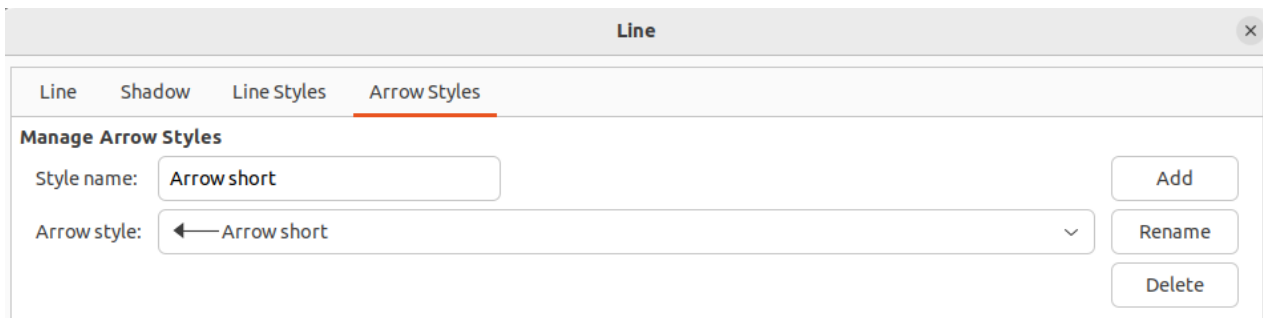 Line
Line Shadow Line Styles Arrow Styles
Manage Arrow Styles
Style name: Arrow short Add
Arrow style: Arrow short Rename
Delete